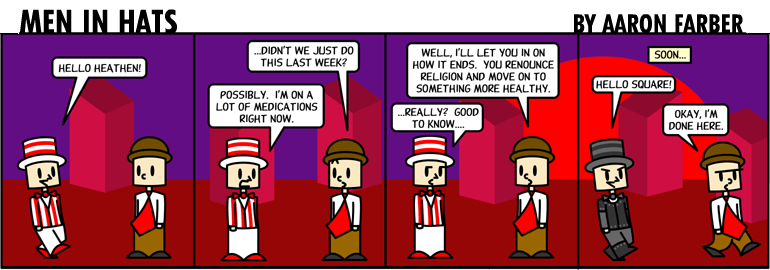 MEN IN HATS
BY AARON FARBER
HELLO HEATHEN!
...DIDN'T WE JUST DO
THIS LAST WEEK?
POSSIBLY. I'M ON A
LOT OF MEDICATIONS
RIGHT NOW.
WELL, I'LL LET YOU IN ON
HOW IT ENDS. YOU RENOUNCE
RELIGION AND MOVE ON TO
SOMETHING MORE HEALTHY.
...REALLY? GOOD
TO KNOW....
SOON...
HELLO SQUARE!
OKAY, I'M
DONE HERE.